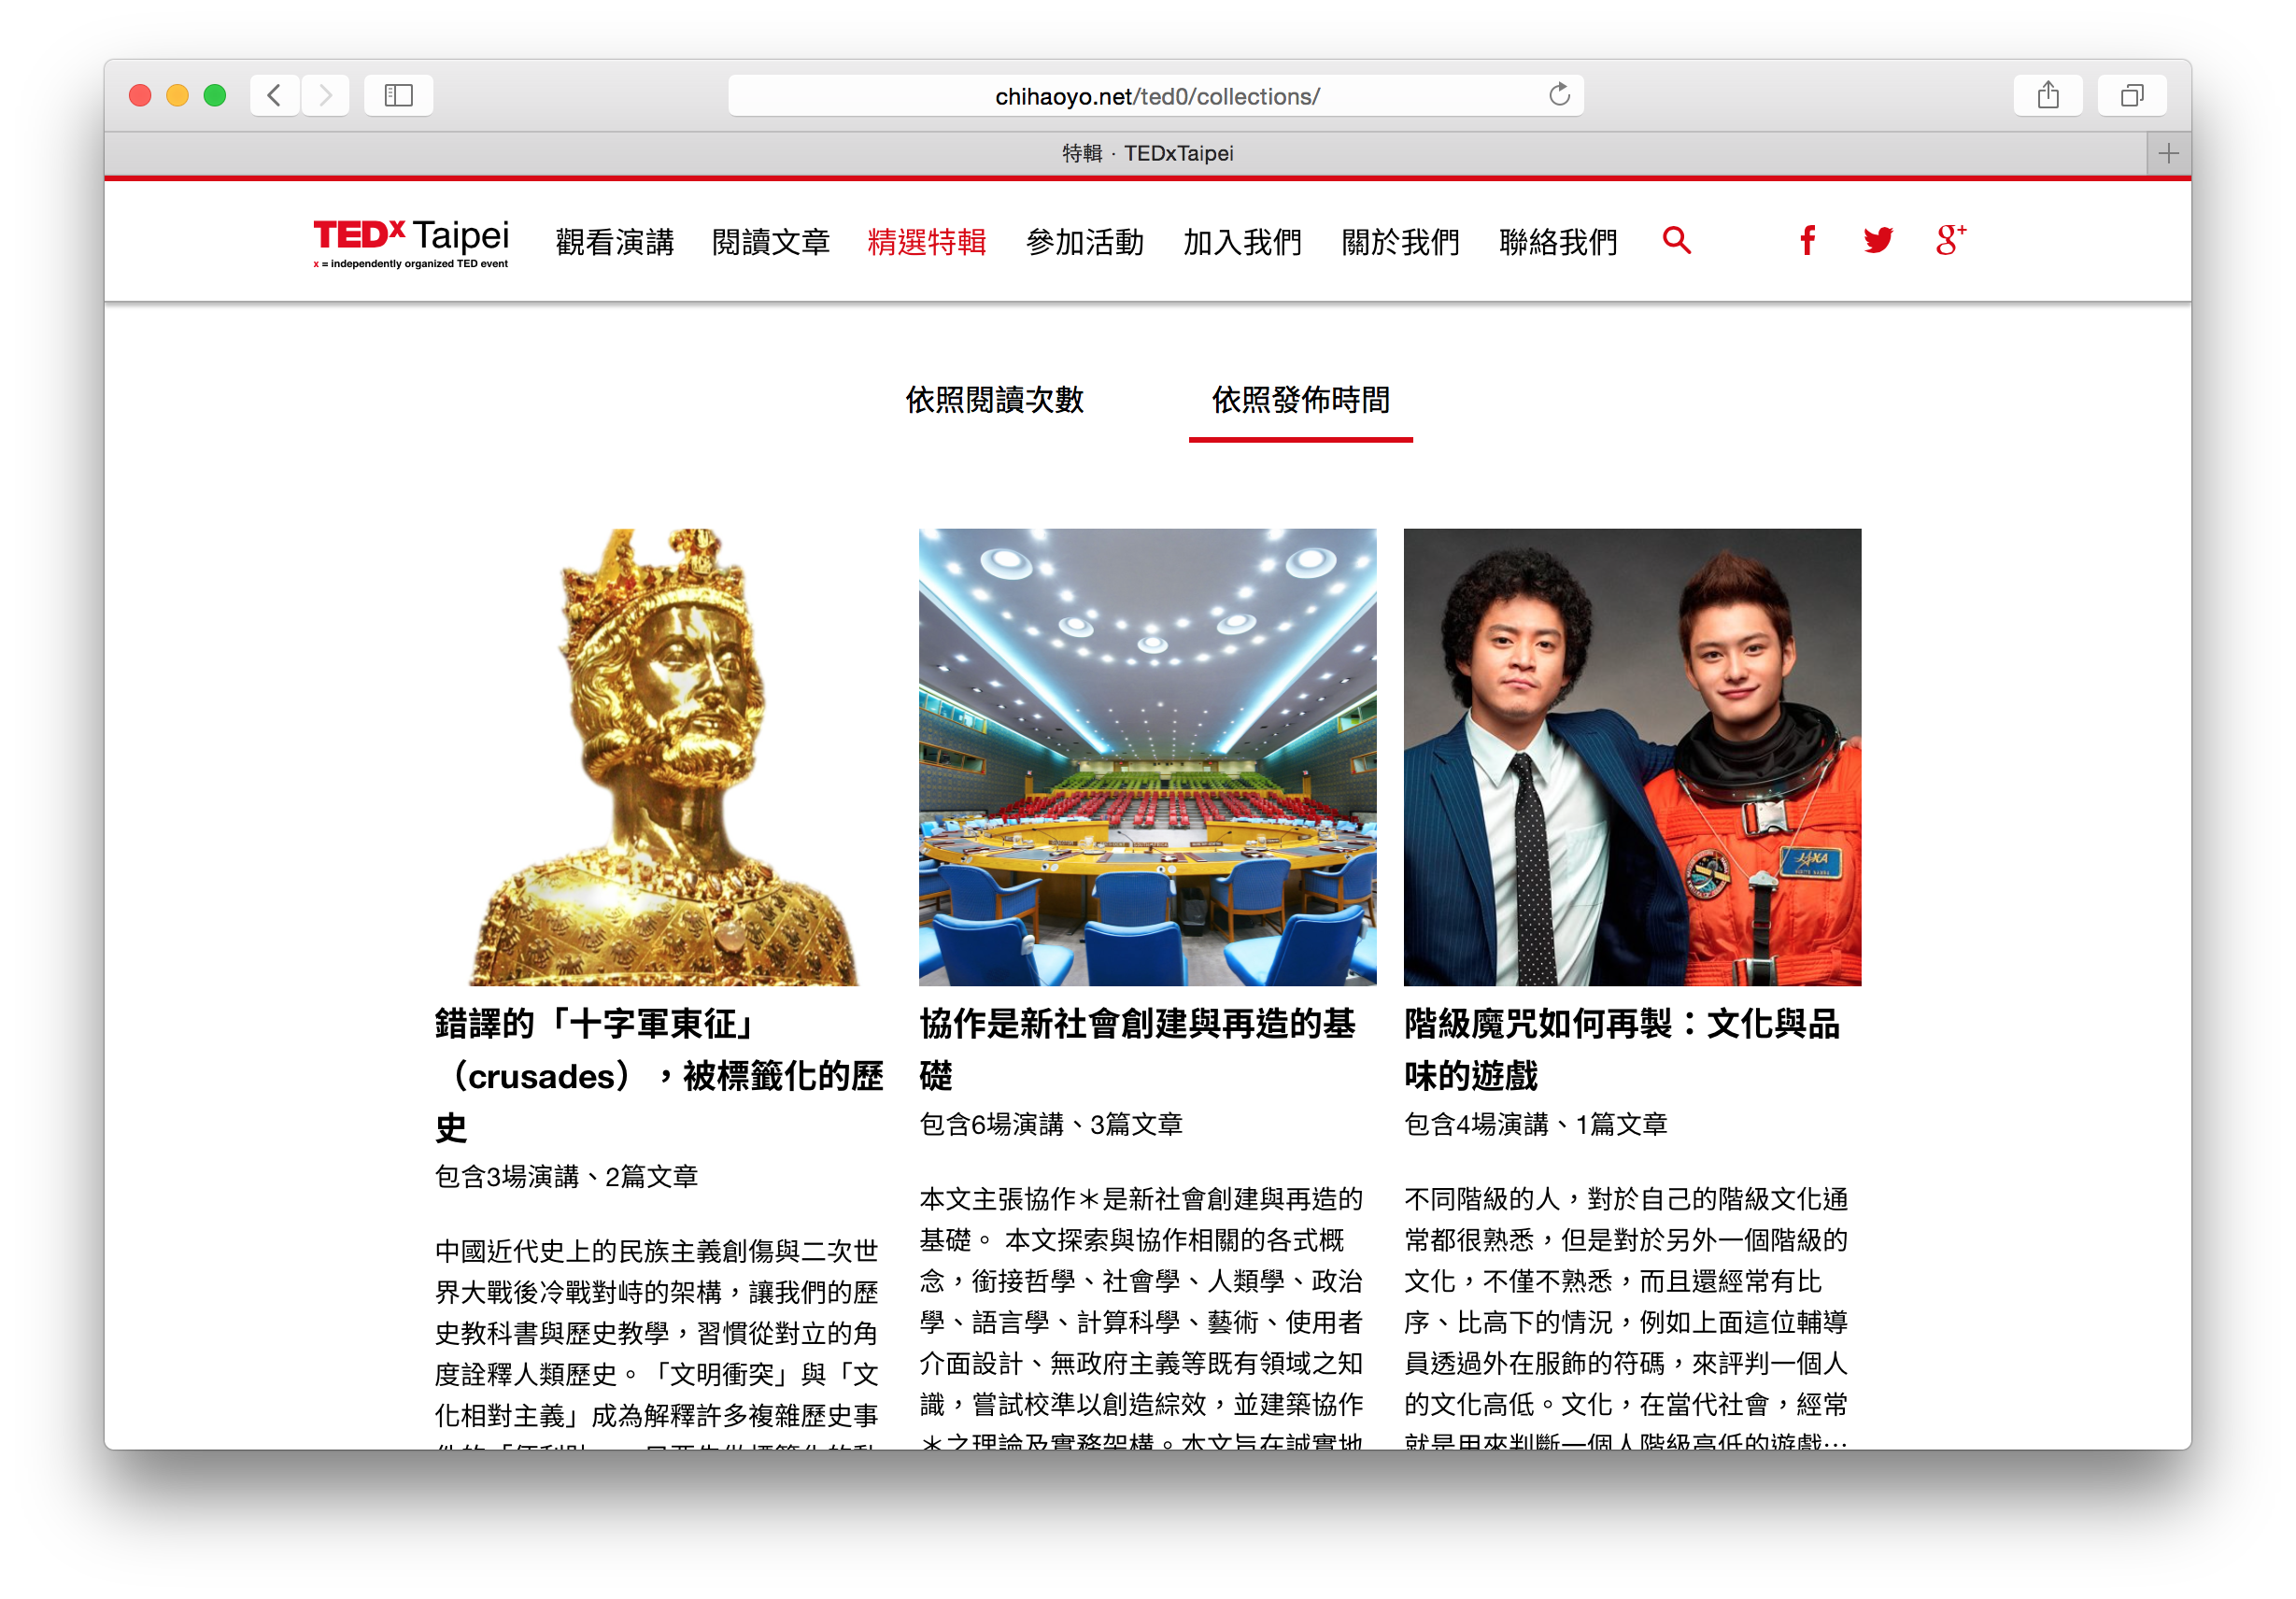 chihaoyo.net/ted0/collections/
特輯 · TEDxTaipei
TEDx Taipei
x = independently organized TED event
觀看演講 閱讀文章 精選特輯 參加活動 加入我們 關於我們 聯絡我們
依照閱讀次數 依照發佈時間
JAXA
錯譯的「十字軍東征」
（crusades），被標籤化的歷
史
包含3場演講、2篇文章
中國近代史上的民族主義創傷與二次世
界大戰後冷戰對峙的架構，讓我們的歷
史教科書與歷史教學，習慣從對立的角
度詮釋人類歷史。「文明衝突」與「文
化相對主義」成為解釋許多複雜歷史事
協作是新社會創建與再造的基
礎
包含6場演講、3篇文章
本文主張協作＊是新社會創建與再造的
基礎。 本文探索與協作相關的各式概
念，銜接哲學、社會學、人類學、政治
學、語言學、計算科學、藝術、使用者
介面設計、無政府主義等既有領域之知
識，嘗試校準以創造綜效，並建築協作
＊之理論及實務架構。本文旨在誠實地
階級魔咒如何再製：文化與品
味的遊戲
包含4場演講、1篇文章
不同階級的人，對於自己的階級文化通
常都很熟悉，但是對於另外一個階級的
文化，不僅不熟悉，而且還經常有比
序、比高下的情況，例如上面這位輔導
員透過外在服飾的符碼，來評判一個人
的文化高低。文化，在當代社會，經常
就是用來判斷一個人階級高低的遊戲…